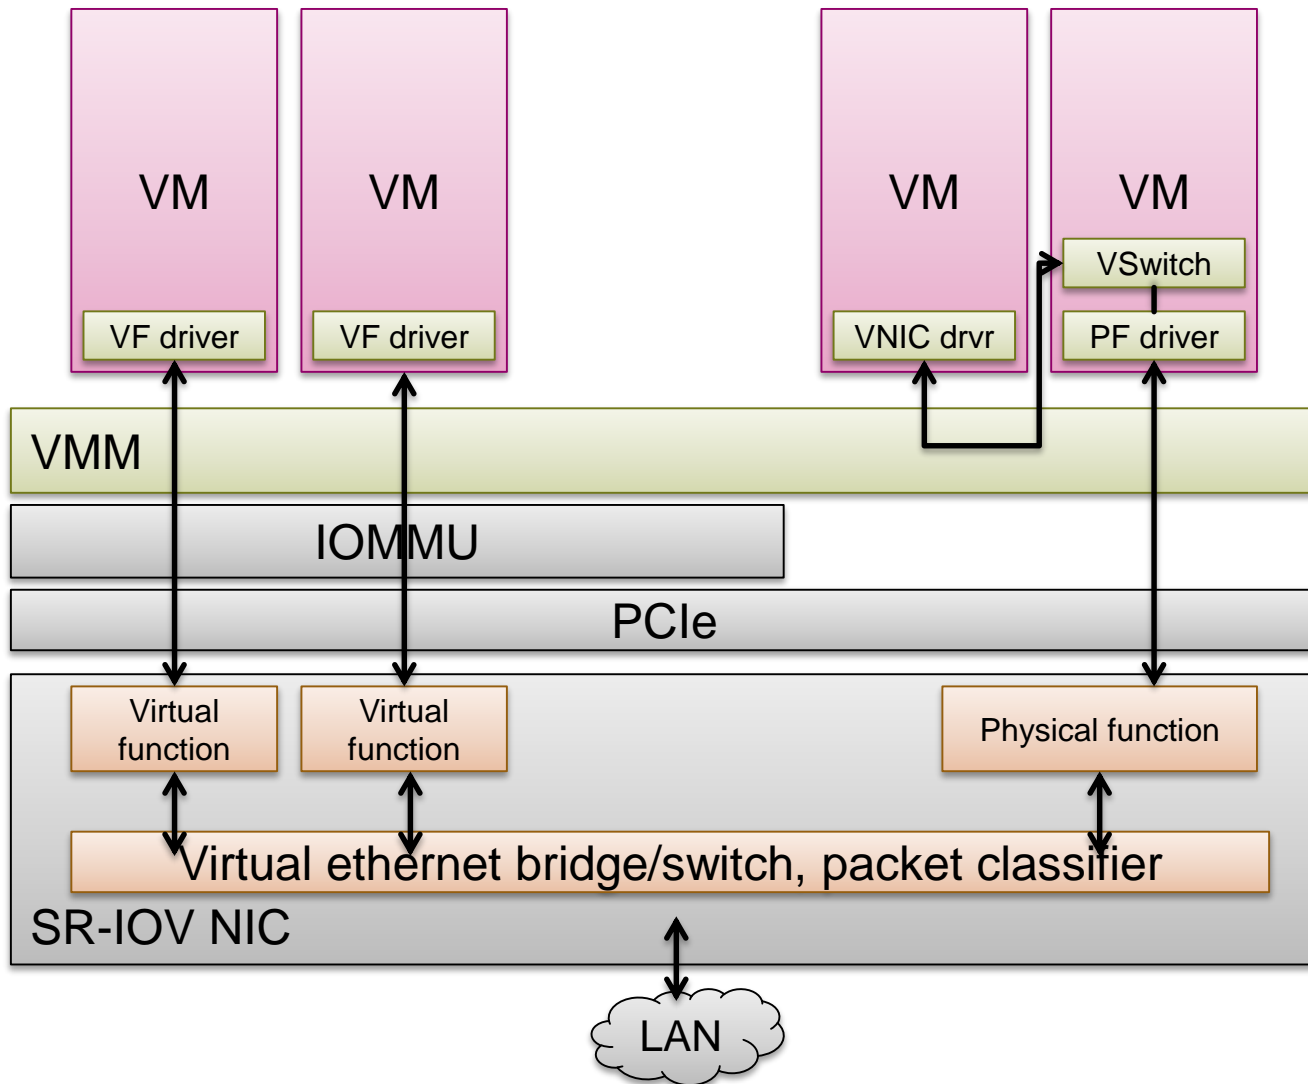 VM
VM
VM
VM
VSwitch
VF driver
VF driver
VNIC drvr
PF driver
VMM
IOMMU
PCIe
Virtual
function
Virtual
function
Physical function
Virtual ethernet bridge/switch, packet classifier
SR-IOV NIC
LAN